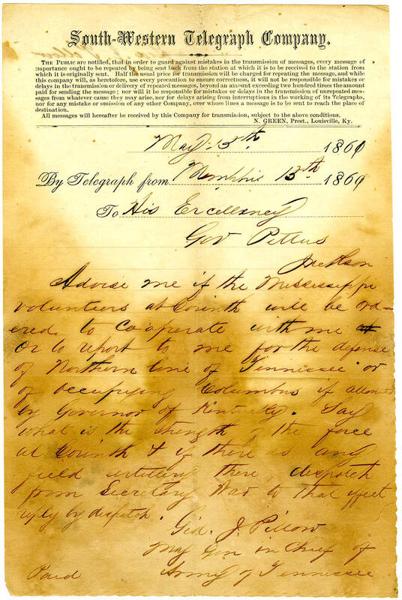 South-Western Telegraph Company.
THE PUBLIC are notified, that in order to guard against mistakes in the transmission of messages, every message of
importance ought to be repeated by being sent back from the station at which it is to be received to the station from
which it is originally sent. Half the usual price for transmission will be charged for repeating the message, and while
this company will, as heretofore, use every precaution to ensure correctness, it will not be responsible for mistakes or
delays in the transmission or delivery of repeated messages, beyond an amount exceeding two hundred times the amount
paid for sending the message; nor will it be responsible for mistakes or delays in the transmission of unrepeated messa-
ges from whatever cause they may arise, nor for delays arising from interruptions in the working of its Telegraphs,
nor for any mistake or omission of any other Company, over whose lines a message is to be sent to reach the place of
destination.
All messages will hereafter be received by this Company for transmission, subject to the above conditions.
N. GREEN, Prest., Louisville, Ky.
May 13th 1860
By Telegraph from Memphis 13th 1860
To His Excellency
Gov Pettus
Jackson
Advise me if the Mississippi
volunteers at Corinth will be ord-
ered to cooperate with me
or to report to me for the defense
of Northern line of Tennessee or
of occupying Columbus if allowed
by Governor of Kentucky. Say
what is the strength of the force
at Corinth & if there is any
field artillery there, dispatch
from Secretary War to that effect
reply by dispatch
Gid. J. Pillow
Maj Gen in Chief of
Paid Army of Tennessee